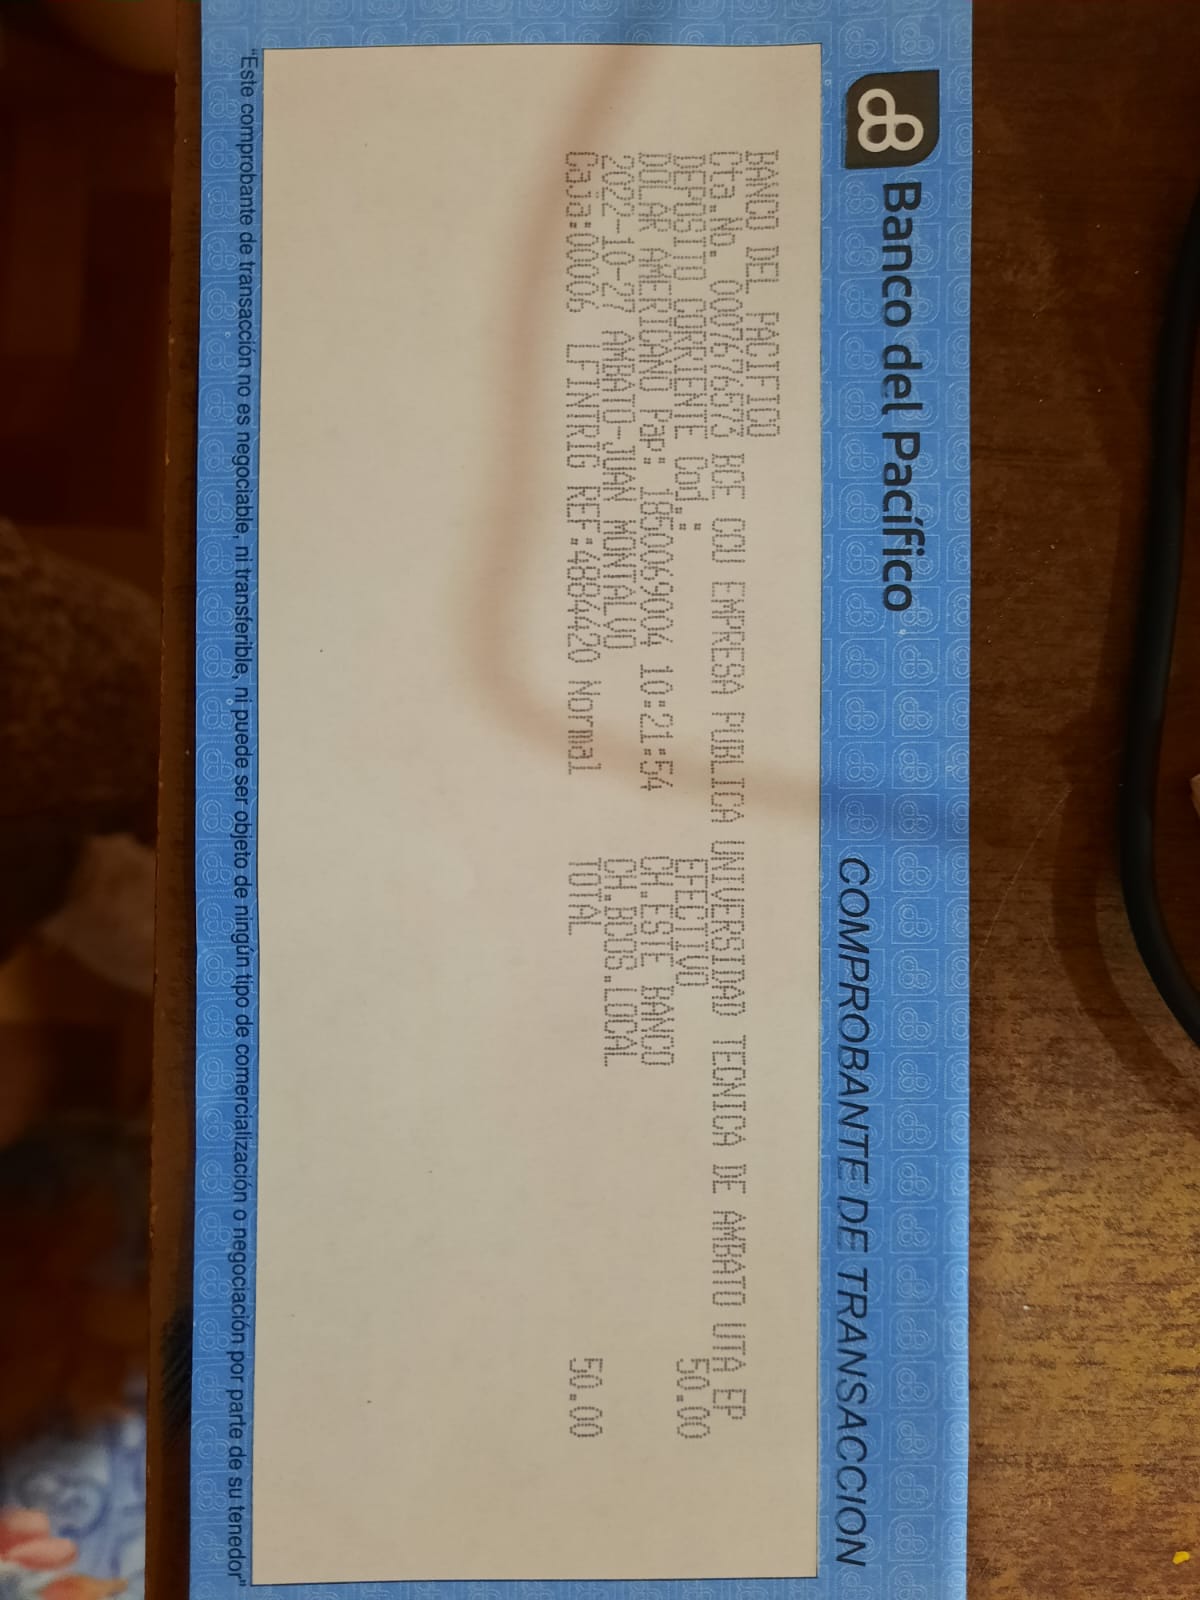 Banco del Pacífico
COMPROBANTE DE TRANSACCION
BANCO DEL PACIFICO
Cta.No. 0007676573 BCE CCU EMPRESA PUBLICA UNIVERSIDAD TECNICA DE AMBATO UTA EP
DEPOSITO CORRIENTE Cod.: EFECTIVO 50.00
DOLAR AMERICANO Pap: 1850069004 10:21:54 CH.ESTE BANCO
2022-10-27 AMBATO-JUAN MONTALVO CH.BCOS.LOCAL
Caja:00006 LFINTRIG REF:4884420 Normal TOTAL 50.00
"Este comprobante de transacción no es negociable, ni transferible, ni puede ser objeto de ningún tipo de comercialización o negociación por parte de su tenedor"